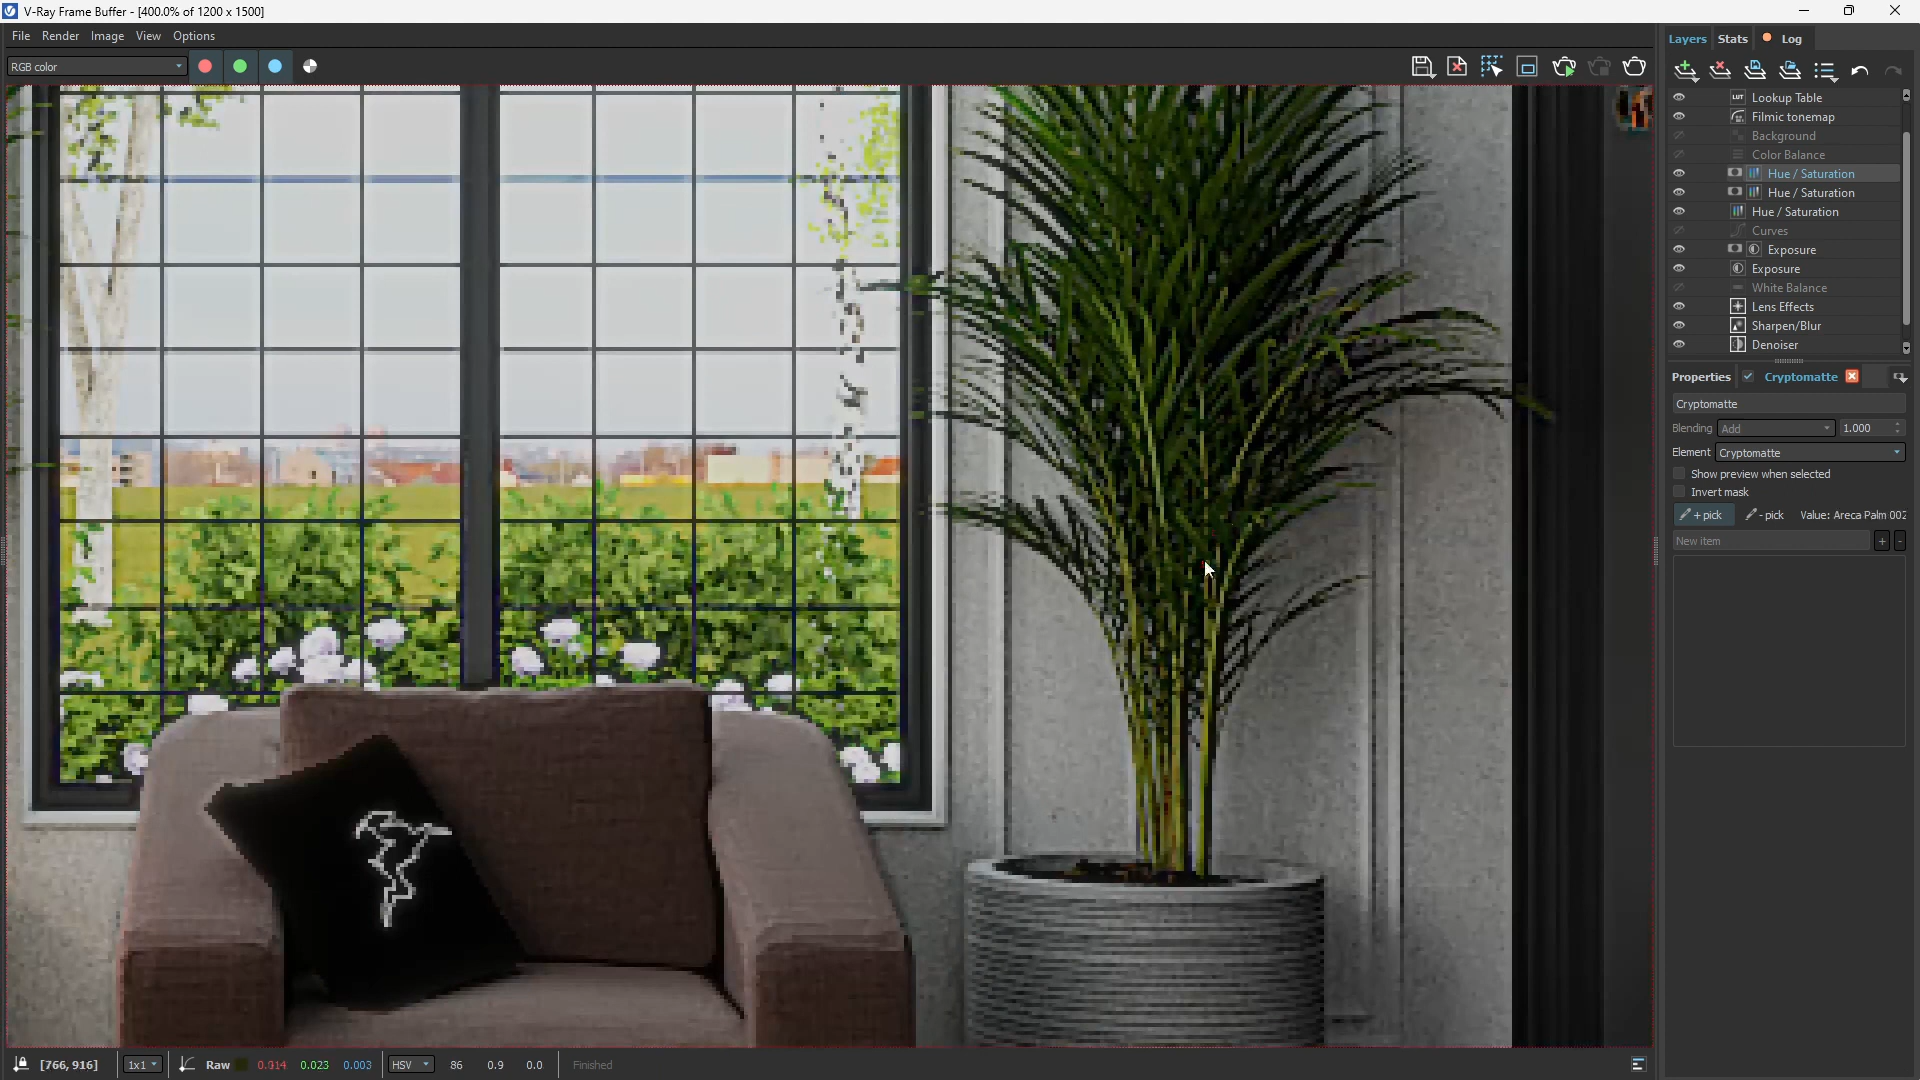 V-Ray Frame Buffer - [400.0% of 1200 x 1500]
File Render Image View Options
Layers Stats Log
RGB color
LUT Lookup Table
Filmic tonemap
Background
Color Balance
Hue / Saturation
Hue / Saturation
Hue / Saturation
Curves
Exposure
Exposure
White Balance
Lens Effects
Sharpen/Blur
Denoiser
Properties Cryptomatte
Cryptomatte
Blending Add 1.000
Element Cryptomatte
Show preview when selected
Invert mask
+ pick - pick Value: Areca Palm 002
New item + -
[766, 916] 1x1 Raw 0.014 0.023 0.003 HSV 86 0.9 0.0 Finished